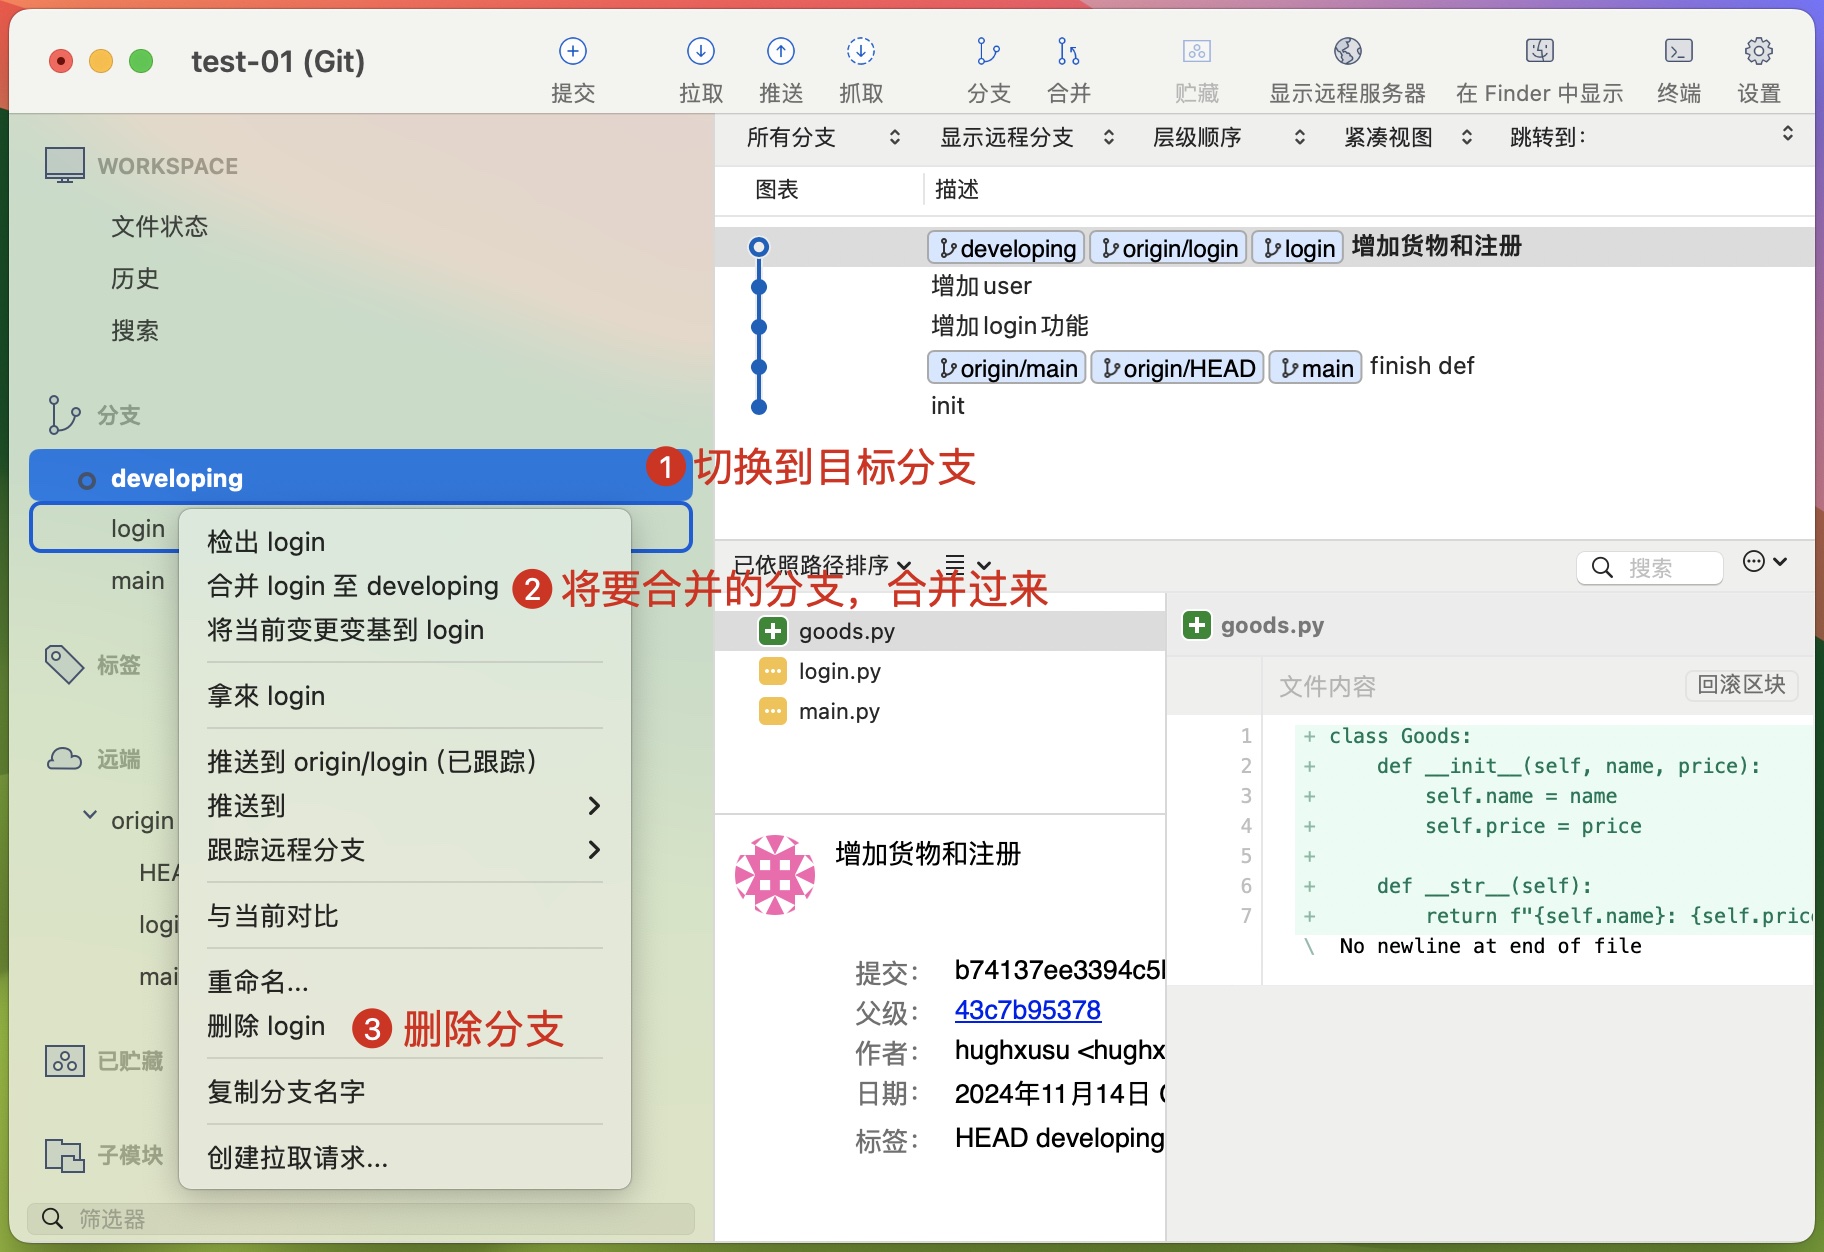 test-01 (Git)
提交
拉取
推送
抓取
分支
合并
贮藏
显示远程服务器
在 Finder 中显示
终端
设置
WORKSPACE
文件状态
历史
搜索
分支
developing
login
main
标签
远端
origin
HEA
logi
mai
已贮藏
子模块
筛选器
检出 login
合并 login 至 developing
将当前变更变基到 login
拿來 login
推送到 origin/login (已跟踪)
推送到
跟踪远程分支
与当前对比
重命名...
删除 login
复制分支名字
创建拉取请求...
1 切换到目标分支
2 将要合并的分支，合并过来
3 删除分支
所有分支
显示远程分支
层级顺序
紧凑视图
跳转到：
图表
描述
developing origin/login login 增加货物和注册
增加user
增加login功能
origin/main origin/HEAD main finish def
init
已依照路径排序
搜索
goods.py
login.py
main.py
增加货物和注册
提交： b74137ee3394c5
父级： 43c7b95378
作者： hughxusu <hughx
日期： 2024年11月14日
标签： HEAD developing
goods.py
文件内容
回滚区块
1 + class Goods:
2 + def __init__(self, name, price):
3 + self.name = name
4 + self.price = price
5 +
6 + def __str__(self):
7 + return f"{self.name}: {self.pric
\ No newline at end of file